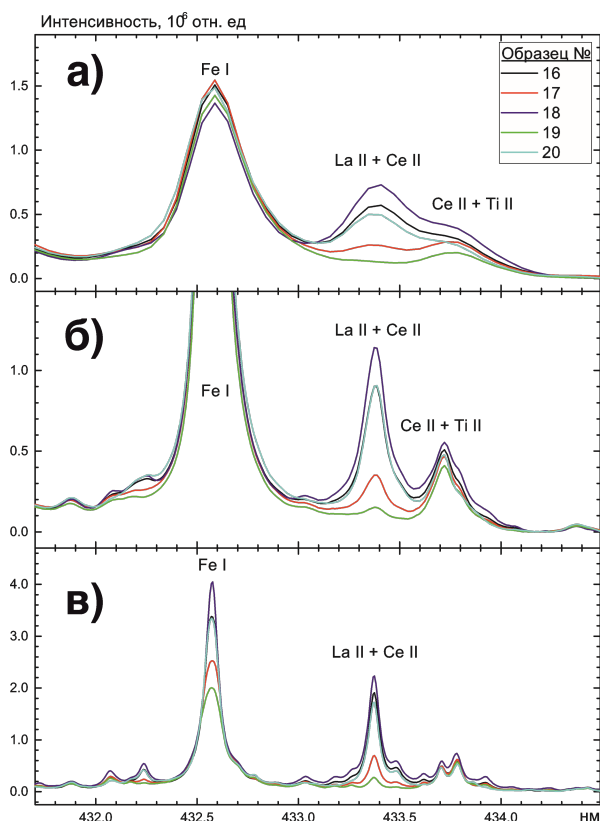 Интенсивность, 10⁶ отн. ед
а)
Fe I
La II + Ce II
Ce II + Ti II
Образец №
16
17
18
19
20
1.5
1.0
0.5
0.0
б)
Fe I
La II + Ce II
Ce II + Ti II
1.0
0.5
0.0
в)
Fe I
La II + Ce II
4.0
3.0
2.0
1.0
0.0
432.0 432.5 433.0 433.5 434.0 нм